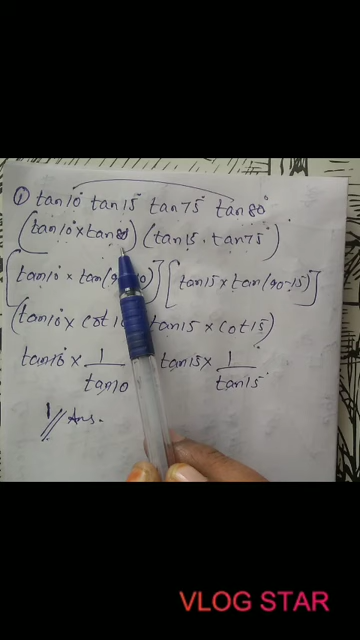 ① tan10° tan15° tan75° tan80°
(tan10° × tan80°) (tan15 . tan75°)
[tan10° × tan(90-10)] [tan15 × tan(90-15)]
(tan10° × cot10 tan15 × cot15)
tan10° × 1/tan10 tan15 × 1/tan15°
1 // Ans.
VLOG STAR